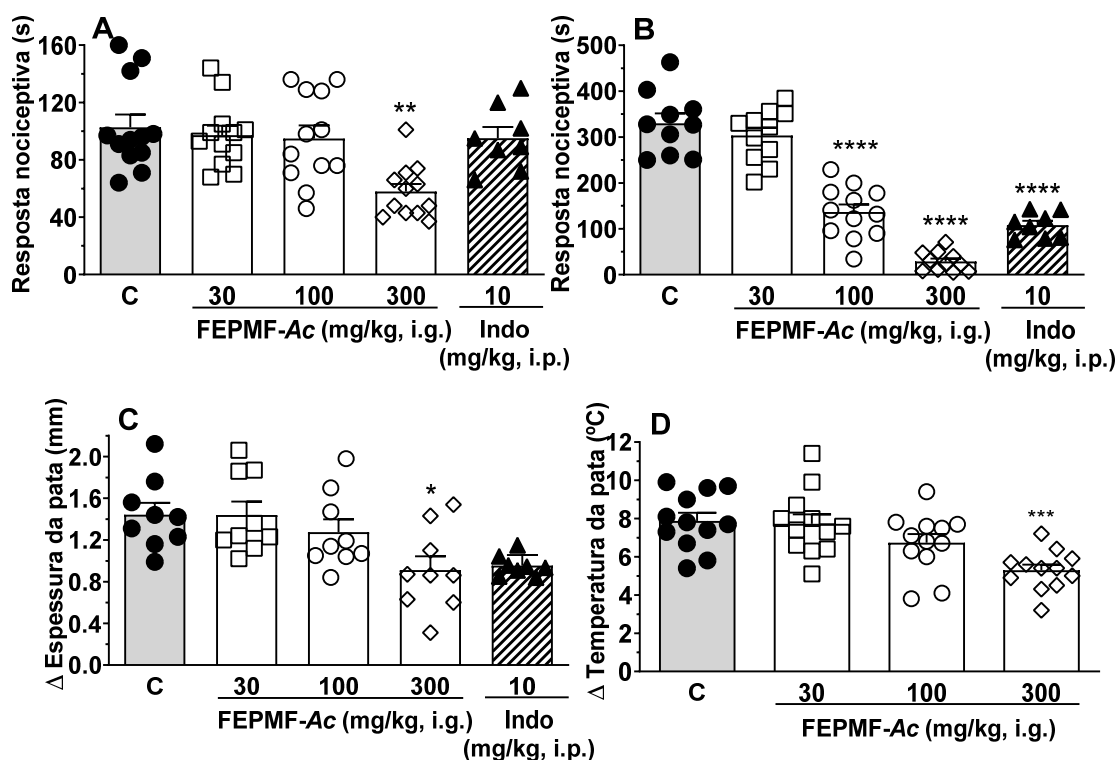 A
Resposta nociceptiva (s)
160
120
80
40
0
**
C
30
100
300
10
FEPMF-Ac (mg/kg, i.g.)
Indo
(mg/kg, i.p.)
B
Resposta nociceptiva (s)
500
400
300
200
100
0
****
****
****
C
30
100
300
10
FEPMF-Ac (mg/kg, i.g.)
Indo
(mg/kg, i.p.)
C
Δ Espessura da pata (mm)
2.0
1.6
1.2
0.8
0.4
0.0
*
C
30
100
300
10
FEPMF-Ac (mg/kg, i.g.)
Indo
(mg/kg, i.p.)
D
Δ Temperatura da pata (ºC)
12
10
8
6
4
2
0
***
C
30
100
300
FEPMF-Ac (mg/kg, i.g.)